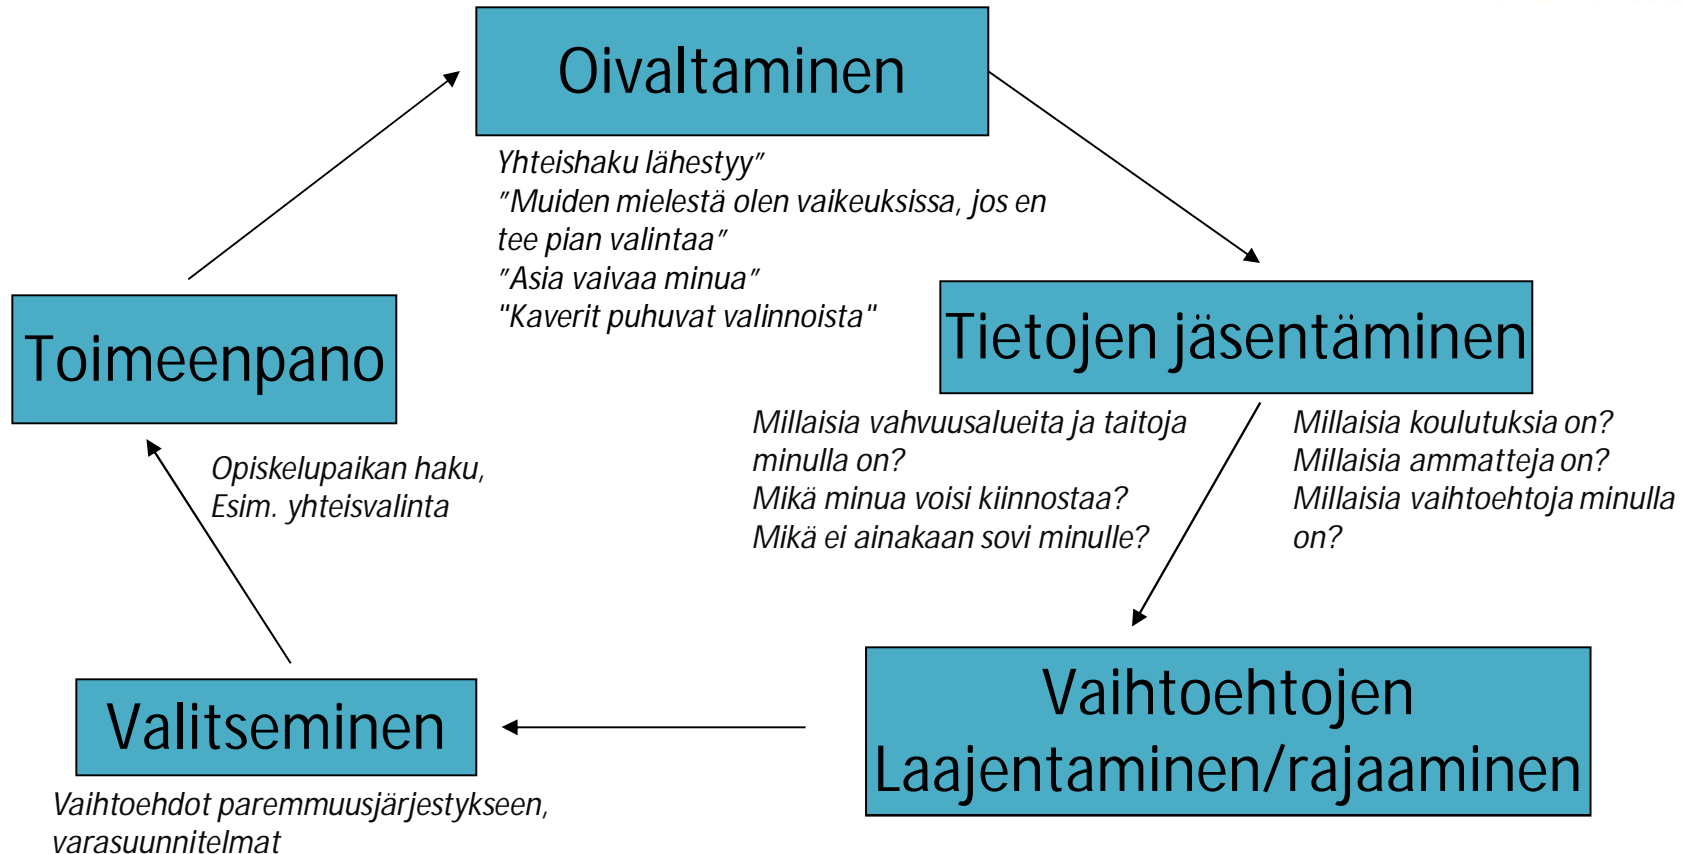 Oivaltaminen
Yhteishaku lähestyy”
”Muiden mielestä olen vaikeuksissa, jos en
tee pian valintaa”
”Asia vaivaa minua”
"Kaverit puhuvat valinnoista"
Tietojen jäsentäminen
Millaisia vahvuusalueita ja taitoja
minulla on?
Mikä minua voisi kiinnostaa?
Mikä ei ainakaan sovi minulle?
Millaisia koulutuksia on?
Millaisia ammatteja on?
Millaisia vaihtoehtoja minulla
on?
Vaihtoehtojen
Laajentaminen/rajaaminen
Valitseminen
Vaihtoehdot paremmuusjärjestykseen,
varasuunnitelmat
Toimeenpano
Opiskelupaikan haku,
Esim. yhteisvalinta